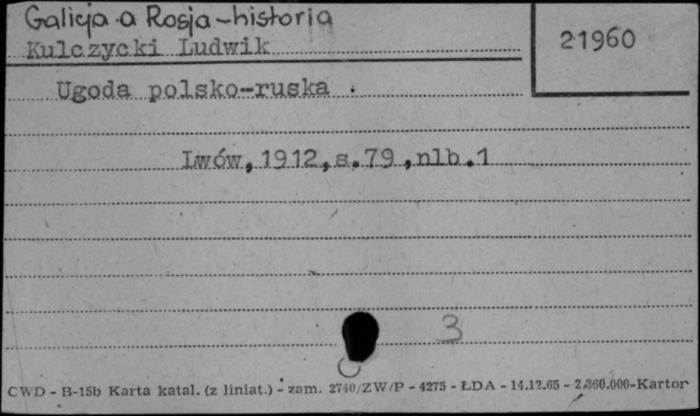 Galicja a Rosja-historia
Kulczycki Ludwik
21960
Ugoda polsko-ruska .
Lwów,1912,s.79,nlb.1
3
CWD - B-15b Karta katal. (z liniat.) - zam. 2740/ZW/P - 4275 - ŁDA - 14.12.65 - 2.360.000-Kartor